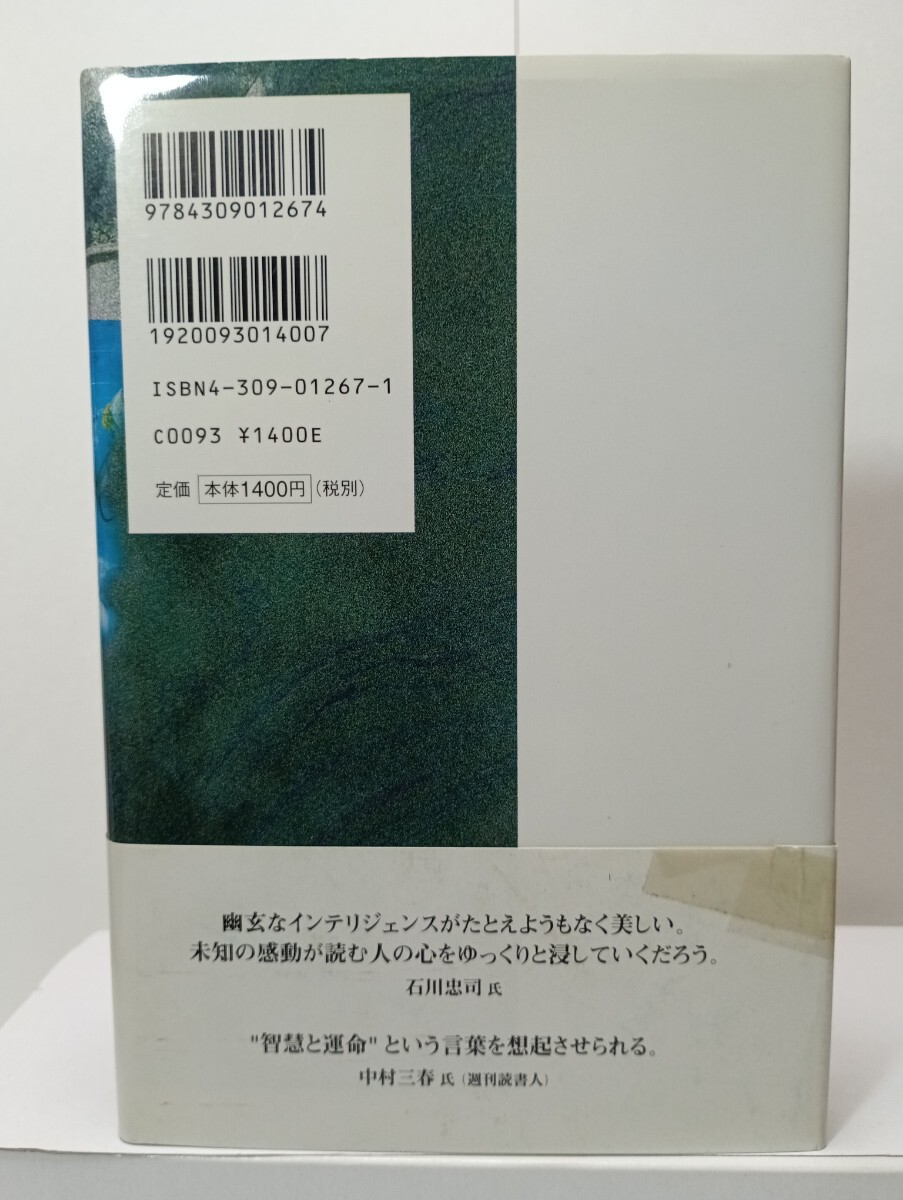 9784309012674
1920093014007
ISBN4-309-01267-1
C0093 ¥1400E
定価 本体1400円(税別)
幽玄なインテリジェンスがたとえようもなく美しい。
未知の感動が読む人の心をゆっくりと浸していくだろう。
石川忠司氏
"智慧と運命"という言葉を想起させられる。
中村三春氏(週刊読書人)